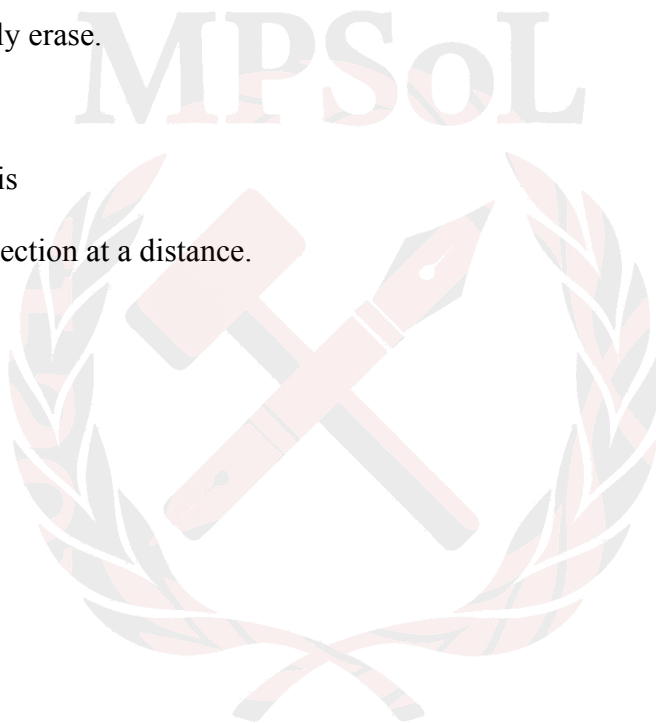 MPSoL
ly erase.
is
ection at a distance.